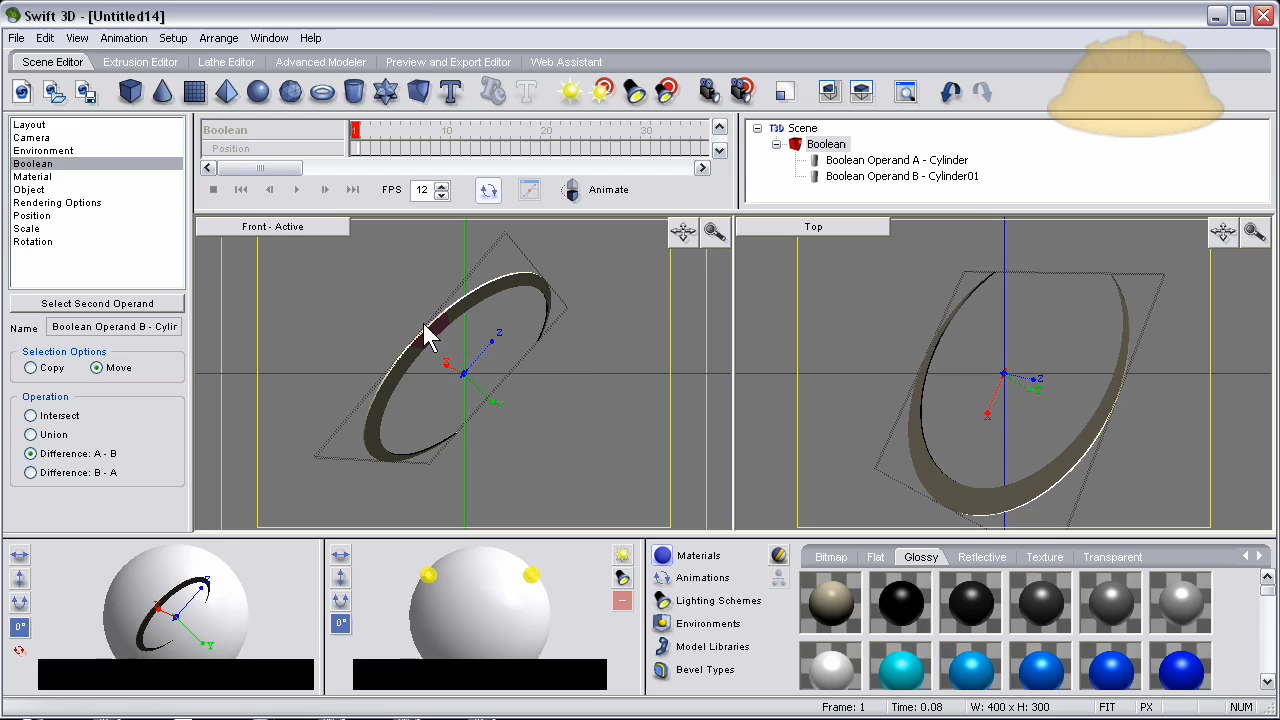 Swift 3D - [Untitled14]
File Edit View Animation Setup Arrange Window Help
Scene Editor Extrusion Editor Lathe Editor Advanced Modeler Preview and Export Editor Web Assistant
Layout
Camera
Environment
Boolean
Material
Object
Rendering Options
Position
Scale
Rotation
Select Second Operand
Name Boolean Operand B - Cylir
Selection Options
Copy Move
Operation
Intersect
Union
Difference: A - B
Difference: B - A
Boolean 1 10 20 30
Position
FPS 12 Animate
Scene
Boolean
Boolean Operand A - Cylinder
Boolean Operand B - Cylinder01
Front - Active
Z
X
Y
Top
Z
Y
X
0°
Z
Y
0°
Materials
Animations
Lighting Schemes
Environments
Model Libraries
Bevel Types
Bitmap Flat Glossy Reflective Texture Transparent
Frame: 1 Time: 0.08 W: 400 x H: 300 FIT PX NUM